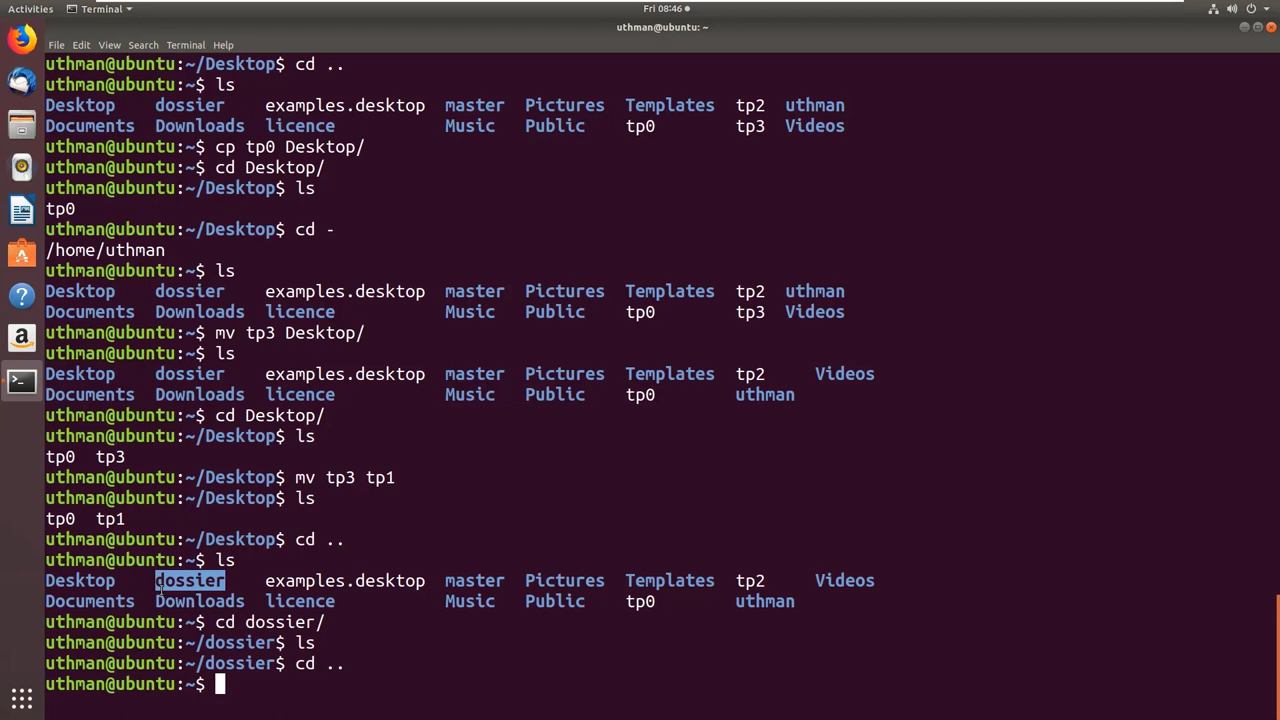 Activities Terminal Fri 08:46
uthman@ubuntu: ~
File Edit View Search Terminal Help
uthman@ubuntu:~/Desktop$ cd ..
uthman@ubuntu:~$ ls
Desktop dossier examples.desktop master Pictures Templates tp2 uthman
Documents Downloads licence Music Public tp0 tp3 Videos
uthman@ubuntu:~$ cp tp0 Desktop/
uthman@ubuntu:~$ cd Desktop/
uthman@ubuntu:~/Desktop$ ls
tp0
uthman@ubuntu:~/Desktop$ cd -
/home/uthman
uthman@ubuntu:~$ ls
Desktop dossier examples.desktop master Pictures Templates tp2 uthman
Documents Downloads licence Music Public tp0 tp3 Videos
uthman@ubuntu:~$ mv tp3 Desktop/
uthman@ubuntu:~$ ls
Desktop dossier examples.desktop master Pictures Templates tp2 Videos
Documents Downloads licence Music Public tp0 uthman
uthman@ubuntu:~$ cd Desktop/
uthman@ubuntu:~/Desktop$ ls
tp0 tp3
uthman@ubuntu:~/Desktop$ mv tp3 tp1
uthman@ubuntu:~/Desktop$ ls
tp0 tp1
uthman@ubuntu:~/Desktop$ cd ..
uthman@ubuntu:~$ ls
Desktop dossier examples.desktop master Pictures Templates tp2 Videos
Documents Downloads licence Music Public tp0 uthman
uthman@ubuntu:~$ cd dossier/
uthman@ubuntu:~/dossier$ ls
uthman@ubuntu:~/dossier$ cd ..
uthman@ubuntu:~$